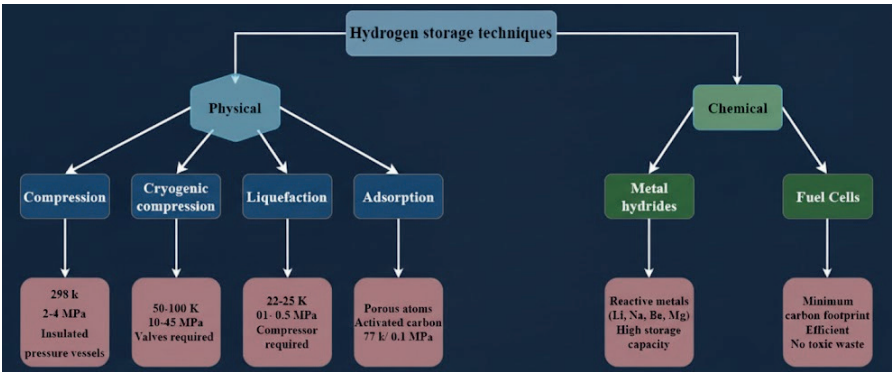 Hydrogen storage techniques
Physical
Chemical
Compression
Cryogenic
compression
Liquefaction
Adsorption
Metal
hydrides
Fuel Cells
298 k
2-4 MPa
Insulated
pressure vessels
50-100 K
10-45 MPa
Valves required
22-25 K
01- 0.5 MPa
Compressor
required
Porous atoms
Activated carbon
77 k/ 0.1 MPa
Reactive metals
(Li, Na, Be, Mg)
High storage
capacity
Minimum
carbon footprint
Efficient
No toxic waste